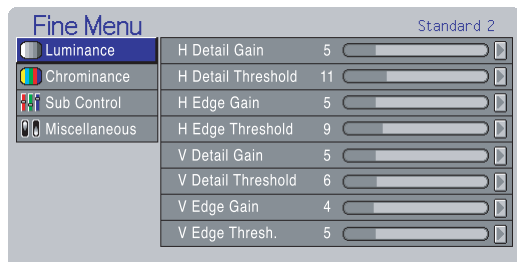 Fine Menu
Standard 2
Luminance
Chrominance
Sub Control
Miscellaneous
H Detail Gain 5
H Detail Threshold 11
H Edge Gain 5
H Edge Threshold 9
V Detail Gain 5
V Detail Threshold 6
V Edge Gain 4
V Edge Thresh. 5